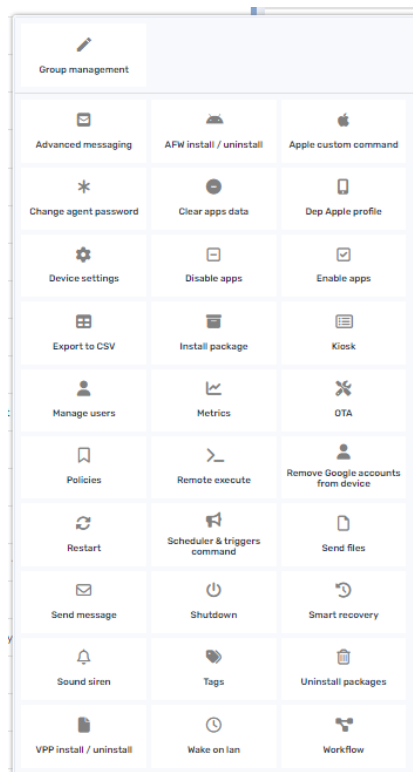 Group management
Advanced messaging
AFW install / uninstall
Apple custom command
Change agent password
Clear apps data
Dep Apple profile
Device settings
Disable apps
Enable apps
Export to CSV
Install package
Kiosk
Manage users
Metrics
OTA
Policies
Remote execute
Remove Google accounts
from device
Restart
Scheduler & triggers
command
Send files
Send message
Shutdown
Smart recovery
Sound siren
Tags
Uninstall packages
VPP install / uninstall
Wake on lan
Workflow